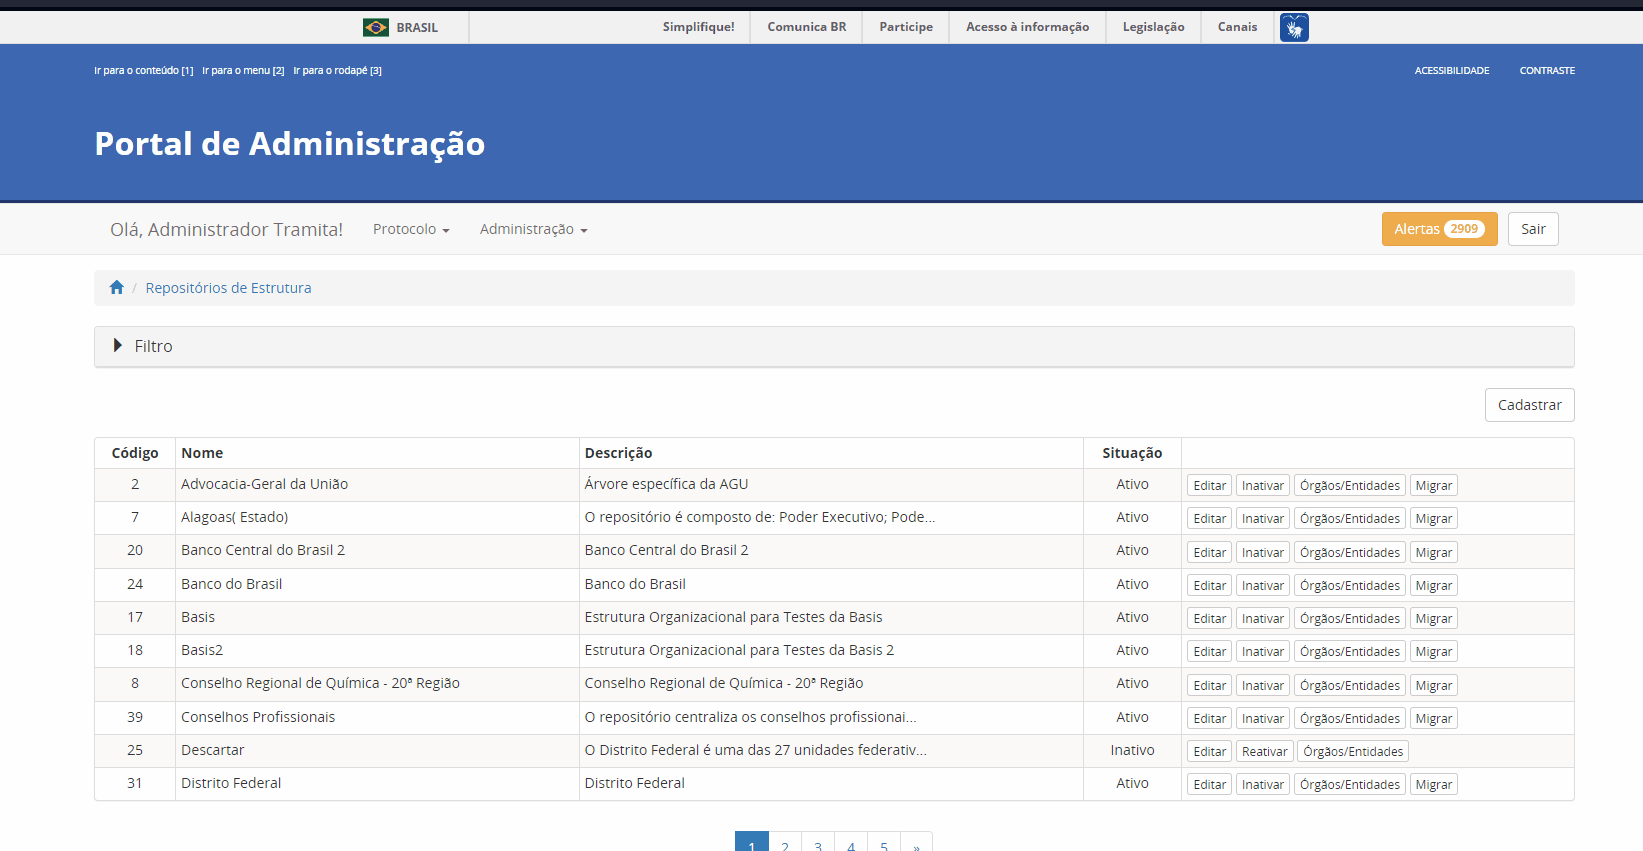 BRASIL Simplifique! Comunica BR Participe Acesso à informação Legislação Canais
Ir para o conteúdo [1] Ir para o menu [2] Ir para o rodapé [3] ACESSIBILIDADE CONTRASTE
Portal de Administração
Olá, Administrador Tramita! Protocolo Administração Alertas 2909 Sair
/ Repositórios de Estrutura
Filtro
Cadastrar
Código Nome Descrição Situação
2 Advocacia-Geral da União Árvore específica da AGU Ativo Editar Inativar Órgãos/Entidades Migrar
7 Alagoas( Estado) O repositório é composto de: Poder Executivo; Pode... Ativo Editar Inativar Órgãos/Entidades Migrar
20 Banco Central do Brasil 2 Banco Central do Brasil 2 Ativo Editar Inativar Órgãos/Entidades Migrar
24 Banco do Brasil Banco do Brasil Ativo Editar Inativar Órgãos/Entidades Migrar
17 Basis Estrutura Organizacional para Testes da Basis Ativo Editar Inativar Órgãos/Entidades Migrar
18 Basis2 Estrutura Organizacional para Testes da Basis 2 Ativo Editar Inativar Órgãos/Entidades Migrar
8 Conselho Regional de Química - 20ª Região Conselho Regional de Química - 20ª Região Ativo Editar Inativar Órgãos/Entidades Migrar
39 Conselhos Profissionais O repositório centraliza os conselhos profissionai... Ativo Editar Inativar Órgãos/Entidades Migrar
25 Descartar O Distrito Federal é uma das 27 unidades federativ... Inativo Editar Reativar Órgãos/Entidades
31 Distrito Federal Distrito Federal Ativo Editar Inativar Órgãos/Entidades Migrar
1 2 3 4 5 »